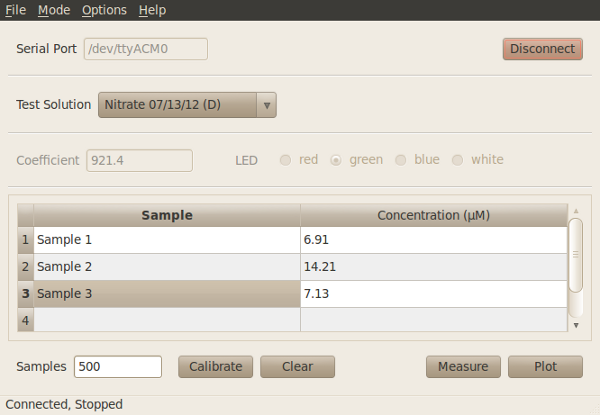 File Mode Options Help
Serial Port /dev/ttyACM0 Disconnect
Test Solution Nitrate 07/13/12 (D)
Coefficient 921.4 LED red green blue white
Sample Concentration (μM)
1 Sample 1 6.91
2 Sample 2 14.21
3 Sample 3 7.13
4
Samples 500 Calibrate Clear Measure Plot
Connected, Stopped